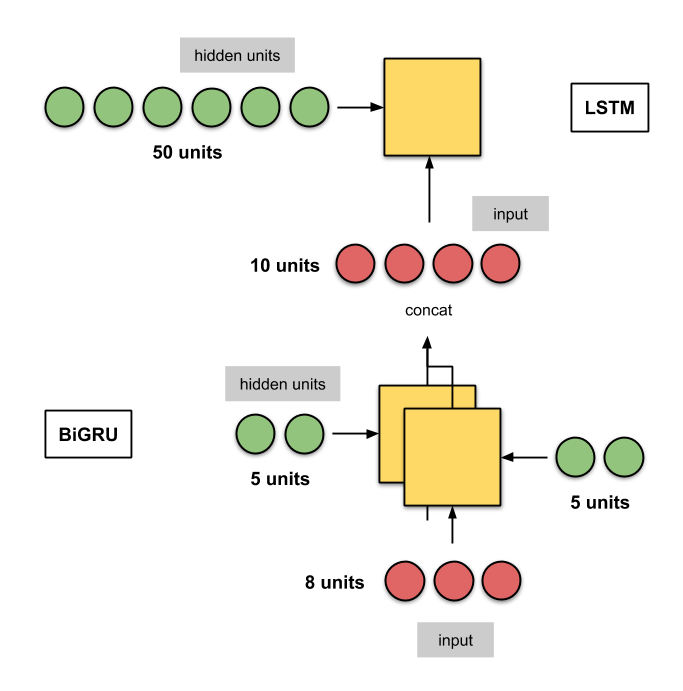 hidden units
LSTM
50 units
input
10 units
concat
hidden units
BiGRU
5 units
5 units
8 units
input